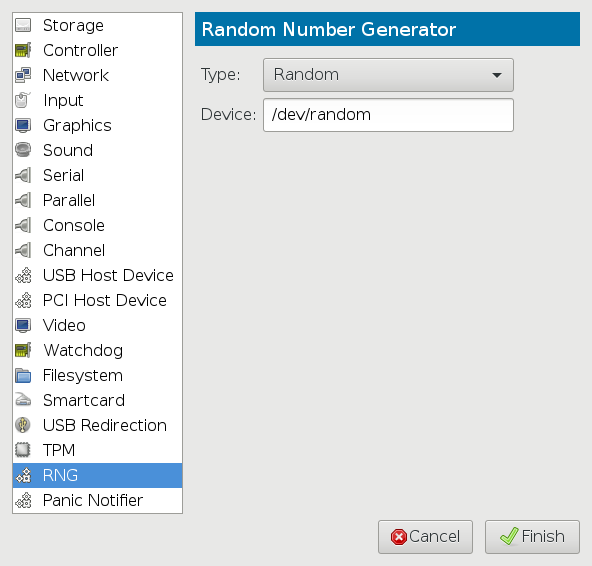 Storage
Controller
Network
Input
Graphics
Sound
Serial
Parallel
Console
Channel
USB Host Device
PCI Host Device
Video
Watchdog
Filesystem
Smartcard
USB Redirection
TPM
RNG
Panic Notifier
Random Number Generator
Type: Random
Device: /dev/random
Cancel Finish